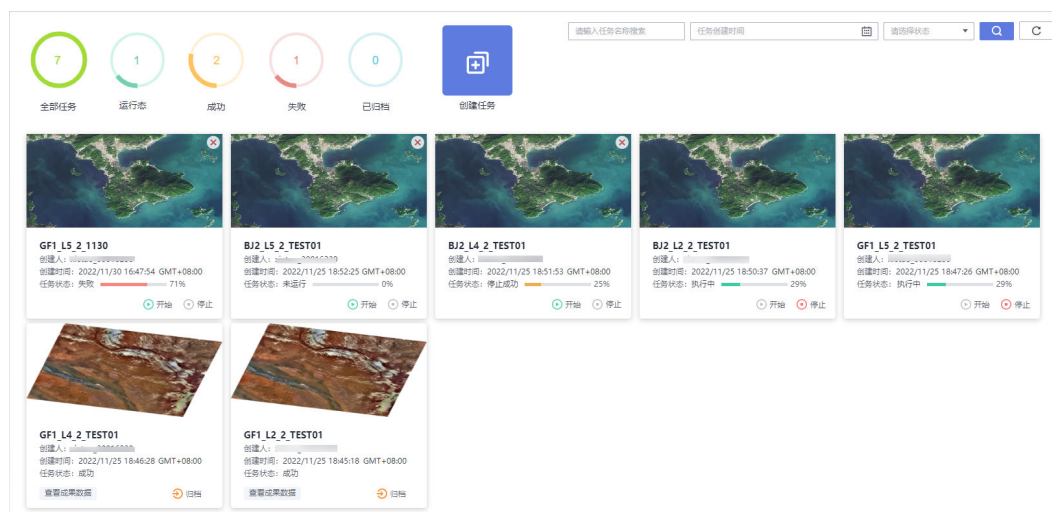 请输入任务名称搜索
任务创建时间
请选择状态
7
1
2
1
0
全部任务
运行态
成功
失败
已归档
创建任务
GF1_L5_2_1130
创建人：
创建时间：2022/11/30 16:47:54 GMT+08:00
任务状态：失败 71%
开始 停止
BJ2_L5_2_TEST01
创建人：
创建时间：2022/11/25 18:52:25 GMT+08:00
任务状态：未运行 0%
开始 停止
BJ2_L4_2_TEST01
创建人：
创建时间：2022/11/25 18:51:53 GMT+08:00
任务状态：停止成功 25%
开始 停止
BJ2_L2_2_TEST01
创建人：
创建时间：2022/11/25 18:50:37 GMT+08:00
任务状态：执行中 29%
开始 停止
GF1_L5_2_TEST01
创建人：
创建时间：2022/11/25 18:47:26 GMT+08:00
任务状态：执行中 29%
开始 停止
GF1_L4_2_TEST01
创建人：
创建时间：2022/11/25 18:46:28 GMT+08:00
任务状态：成功
查看成果数据 归档
GF1_L2_2_TEST01
创建人：
创建时间：2022/11/25 18:45:18 GMT+08:00
任务状态：成功
查看成果数据 归档